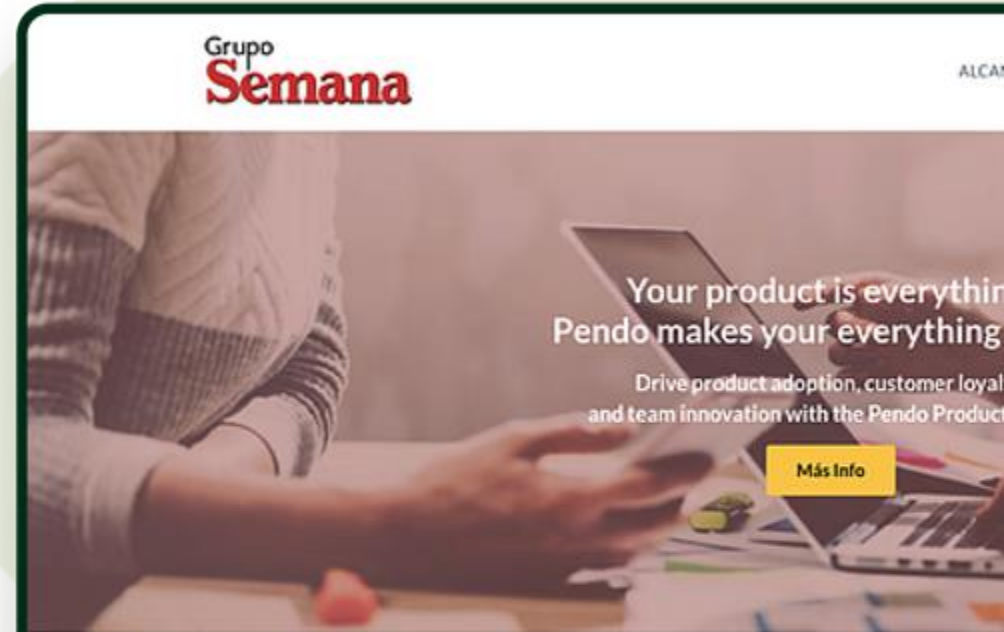 Grupo
Semana
ALCAN
Your product is everythin
Pendo makes your everything
Drive product adoption, customer loyal
and team innovation with the Pendo Product
Más Info